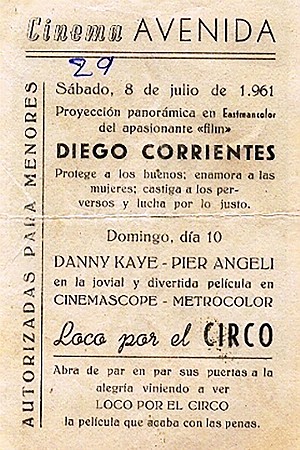 Cinema AVENIDA
29
AUTORIZADAS PARA MENORES
Sábado, 8 de julio de 1.961
Proyección panorámica en Eastmancolor
del apasionante «film»
DIEGO CORRIENTES
Protege a los buenos; enamora a las
mujeres; castiga a los per-
versos y lucha por lo justo.
Domingo, día 10
DANNY KAYE - PIER ANGELI
en la jovial y divertida película en
CINEMASCOPE - METROCOLOR
Loco por el CIRCO
Abra de par en par sus puertas a la
alegría viniendo a ver
LOCO POR EL CIRCO
la película que acaba con las penas.